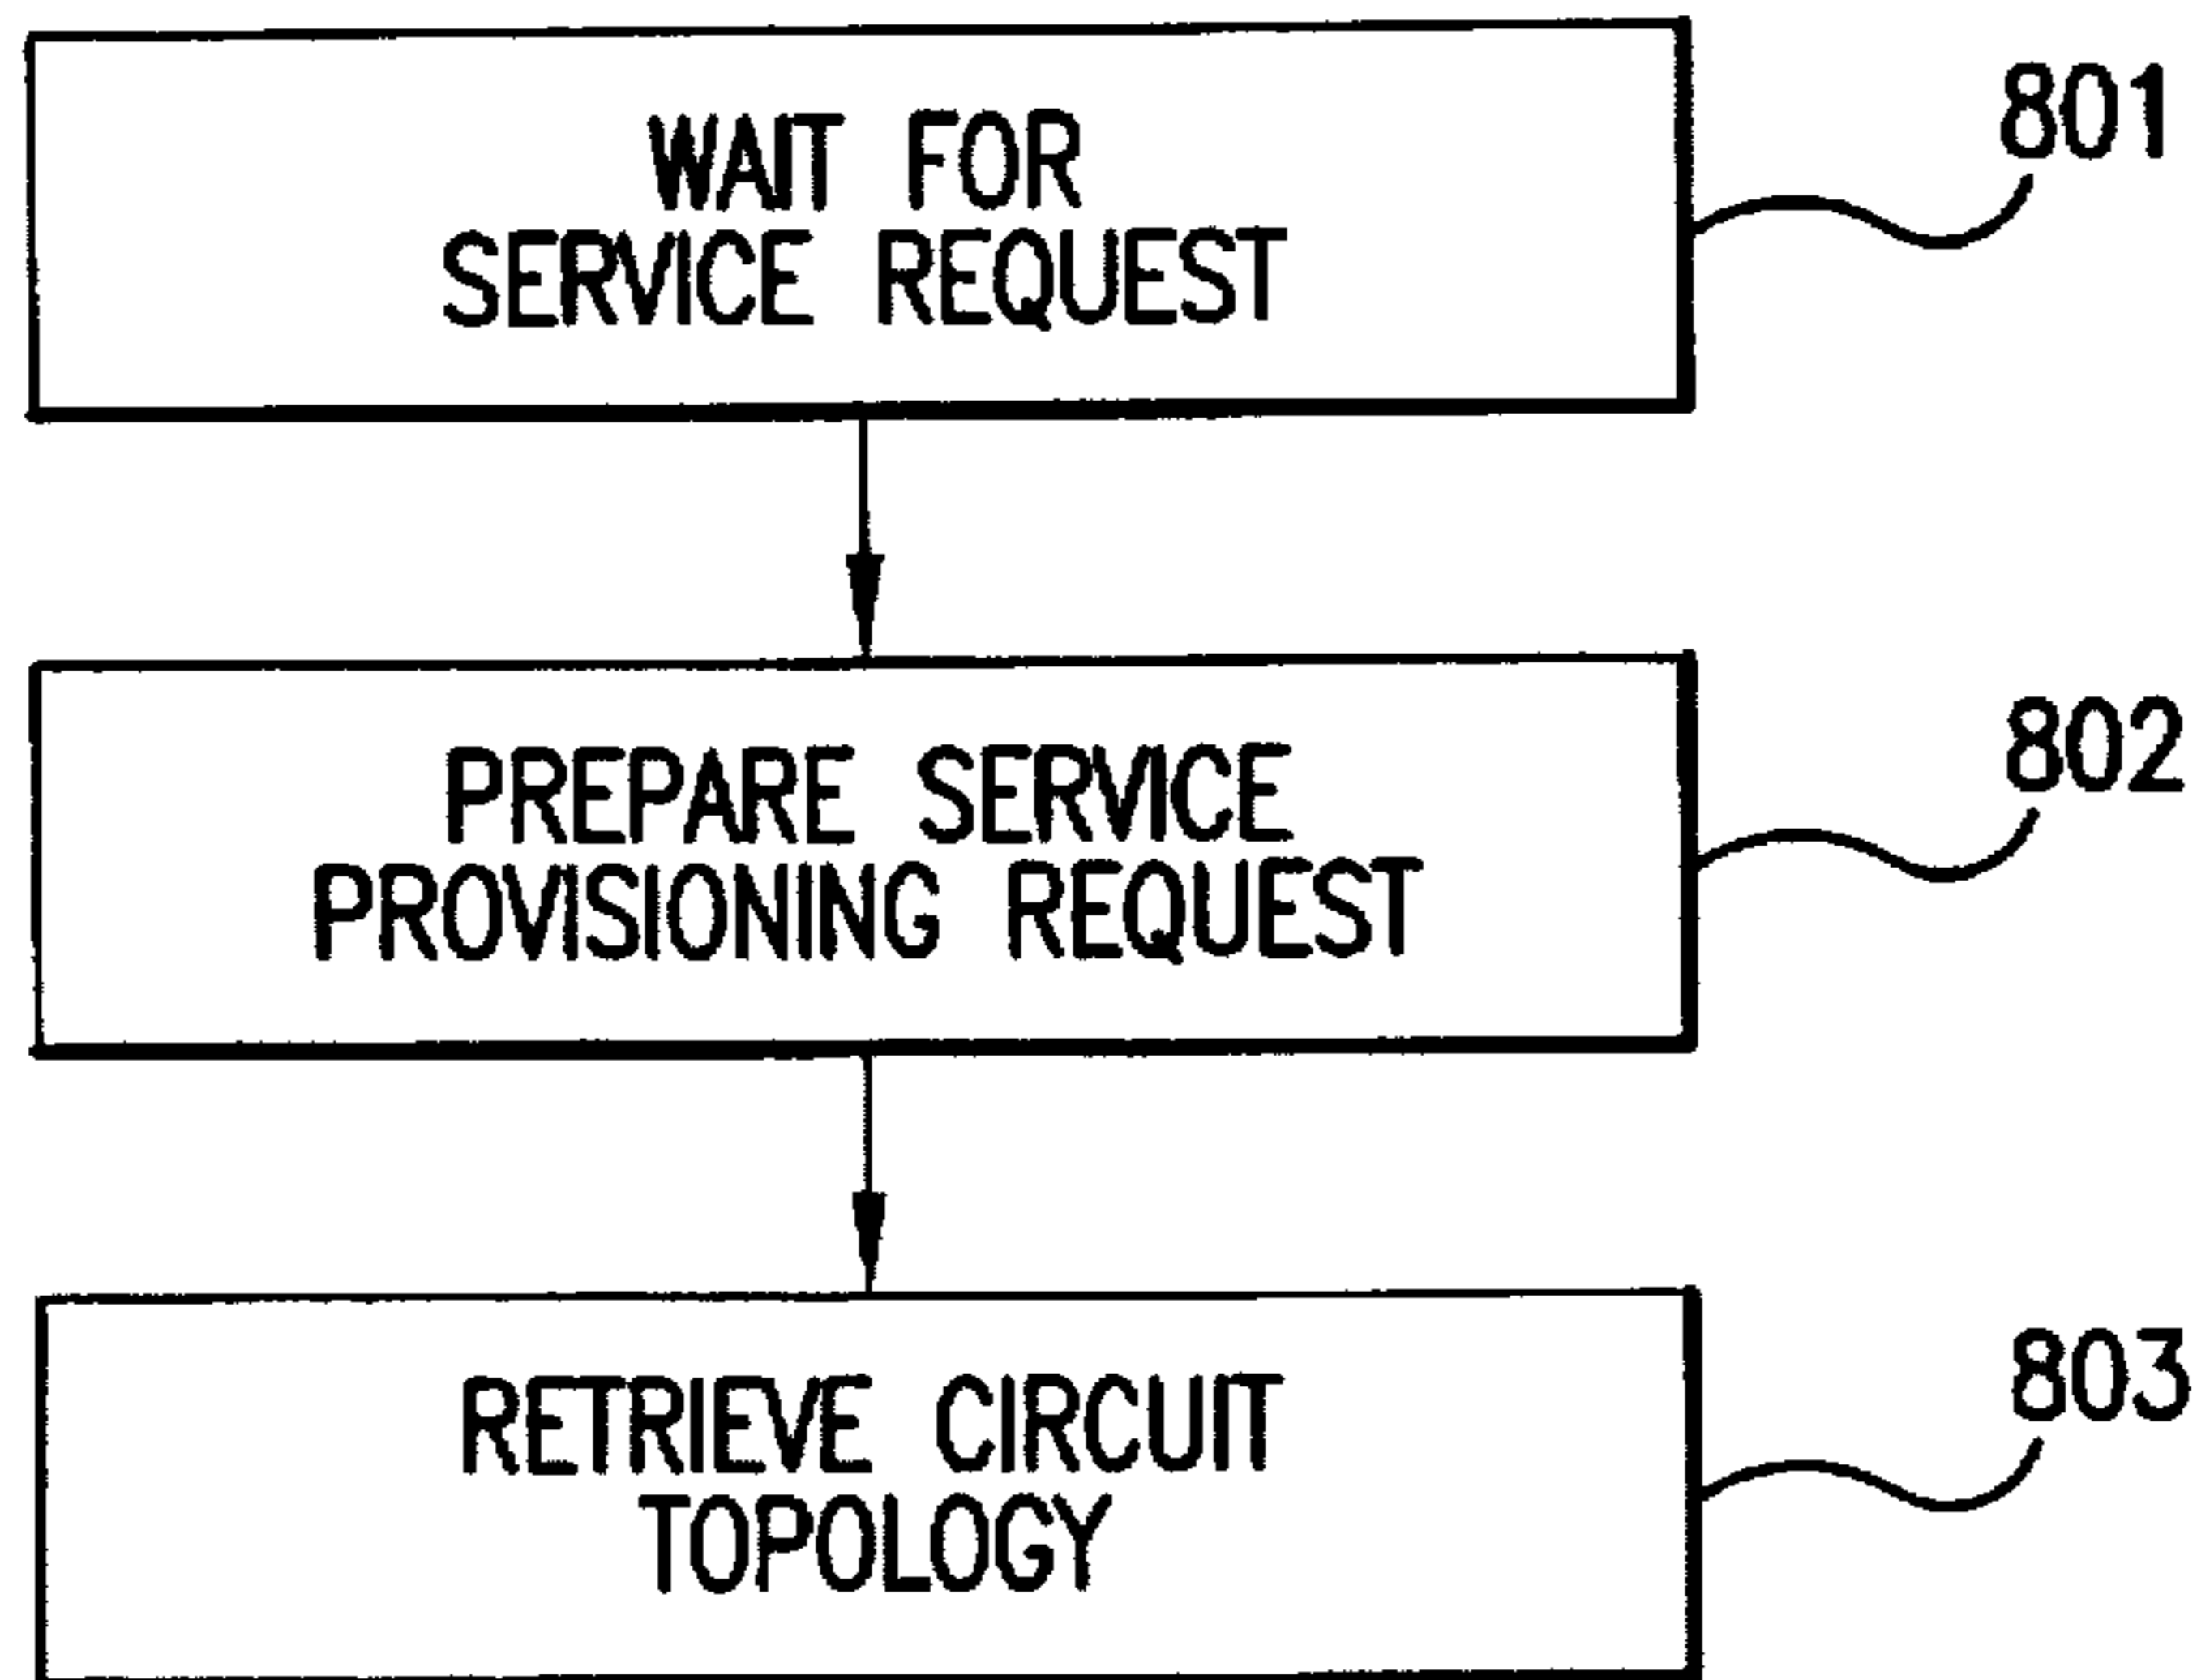 WAIT FOR
SERVICE REQUEST
801
PREPARE SERVICE
PROVISIONING REQUEST
802
RETRIEVE CIRCUIT
TOPOLOGY
803